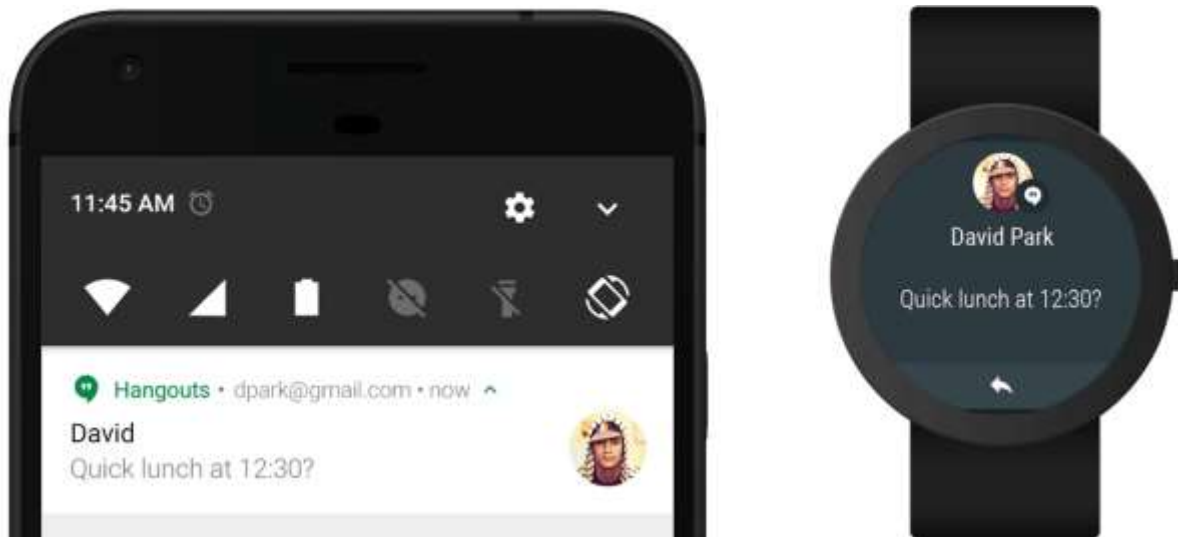 11:45 AM
Hangouts • dpark@gmail.com • now
David
Quick lunch at 12:30?
David Park
Quick lunch at 12:30?